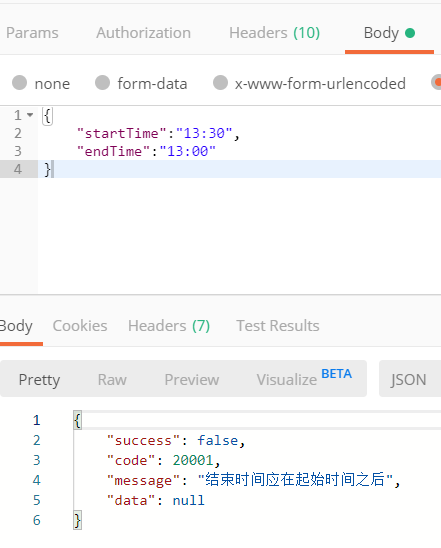 Params Authorization Headers (10) Body
none form-data x-www-form-urlencoded
1 {
2 "startTime":"13:30",
3 "endTime":"13:00"
4 }
Body Cookies Headers (7) Test Results
Pretty Raw Preview Visualize BETA JSON
1 {
2 "success": false,
3 "code": 20001,
4 "message": "结束时间应在起始时间之后",
5 "data": null
6 }